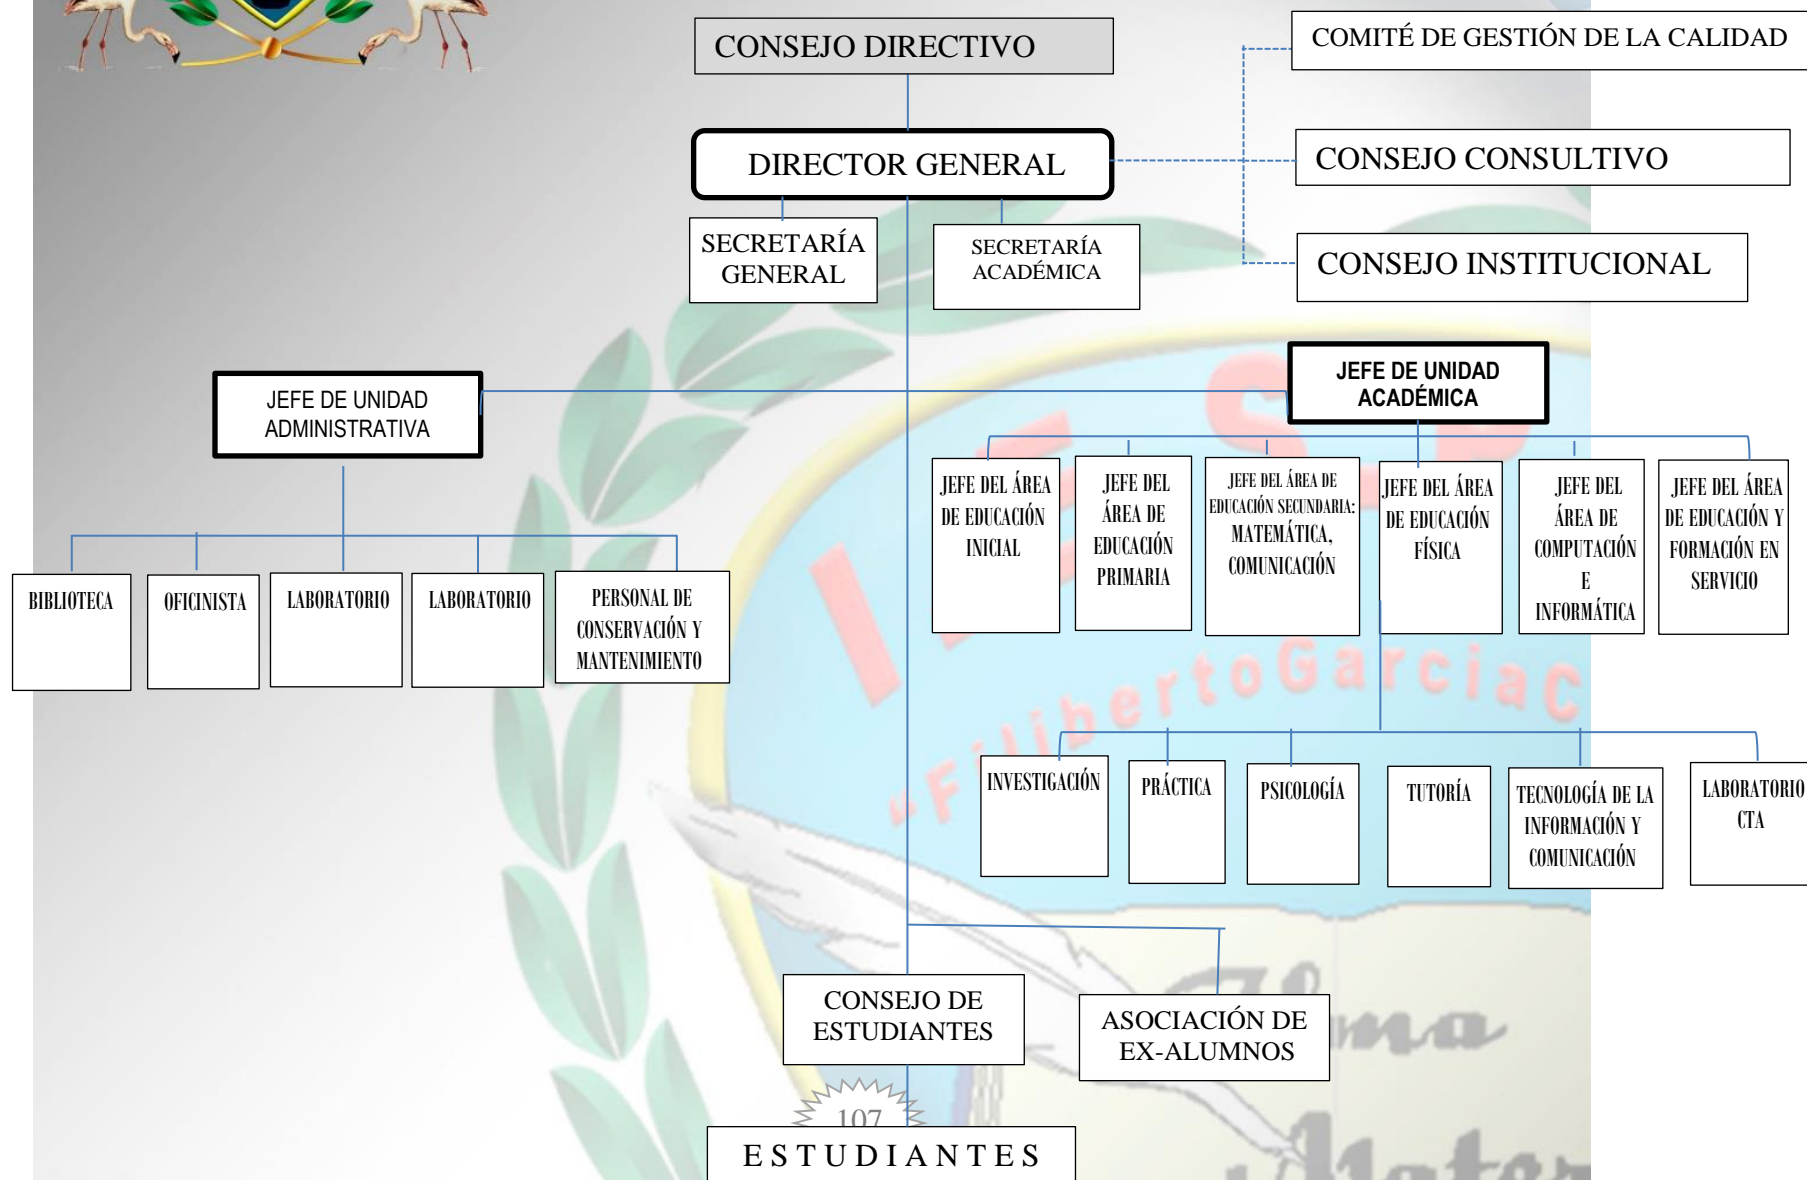 CONSEJO DIRECTIVO
COMITÉ DE GESTIÓN DE LA CALIDAD
DIRECTOR GENERAL
CONSEJO CONSULTIVO
SECRETARÍA
GENERAL
SECRETARÍA
ACADÉMICA
CONSEJO INSTITUCIONAL
JEFE DE UNIDAD
ADMINISTRATIVA
JEFE DE UNIDAD
ACADÉMICA
JEFE DEL ÁREA
DE EDUCACIÓN
INICIAL
JEFE DEL
ÁREA DE
EDUCACIÓN
PRIMARIA
JEFE DEL ÁREA DE
EDUCACIÓN SECUNDARIA:
MATEMÁTICA,
COMUNICACIÓN
JEFE DEL ÁREA
DE EDUCACIÓN
FÍSICA
JEFE DEL
ÁREA DE
COMPUTACIÓN
E
INFORMÁTICA
JEFE DEL ÁREA
DE EDUCACIÓN Y
FORMACIÓN EN
SERVICIO
BIBLIOTECA
OFICINISTA
LABORATORIO
LABORATORIO
PERSONAL DE
CONSERVACIÓN Y
MANTENIMIENTO
INVESTIGACIÓN
PRÁCTICA
PSICOLOGÍA
TUTORÍA
TECNOLOGÍA DE LA
INFORMACIÓN Y
COMUNICACIÓN
LABORATORIO
CTA
CONSEJO DE
ESTUDIANTES
ASOCIACIÓN DE
EX-ALUMNOS
107
E S T U D I A N T E S
"FilibertoGarciaC